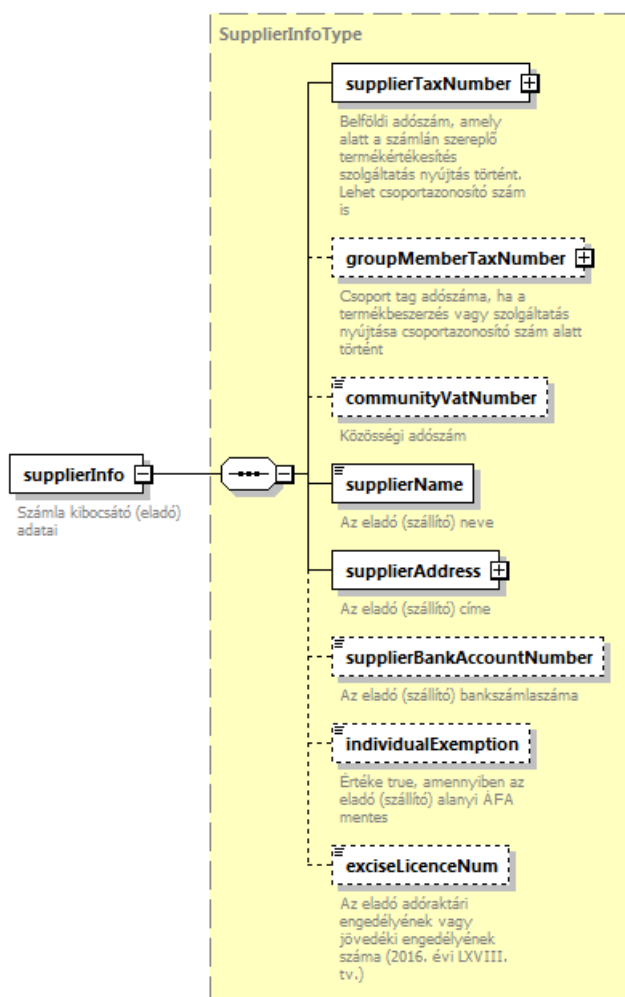 SupplierInfoType
supplierTaxNumber
Belföldi adószám, amely
alatt a számlán szereplő
termékértékesítés
szolgáltatás nyújtás történt.
Lehet csoportazonosító szám
is
groupMemberTaxNumber
Csoport tag adószáma, ha a
termékbeszerzés vagy szolgáltatás
nyújtása csoportazonosító szám alatt
történt
communityVatNumber
Közösségi adószám
supplierInfo
Számla kibocsátó (eladó)
adatai
supplierName
Az eladó (szállító) neve
supplierAddress
Az eladó (szállító) címe
supplierBankAccountNumber
Az eladó (szállító) bankszámlaszáma
individualExemption
Értéke true, amennyiben az
eladó (szállító) alanyi ÁFA
mentes
exciseLicenceNum
Az eladó adóraktári
engedélyének vagy
jövedéki engedélyének
száma (2016. évi LXVIII.
tv.)